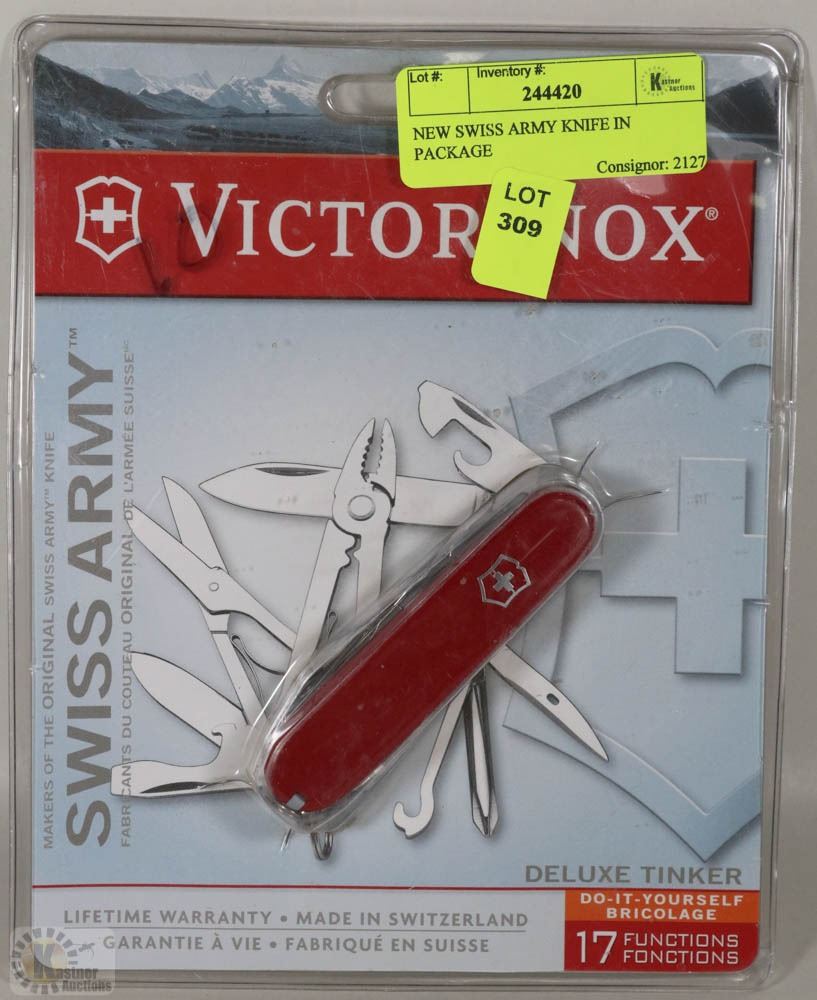 Lot #:
Inventory #:
244420
Kastner
Auctions
NEW SWISS ARMY KNIFE IN
PACKAGE
Consignor: 2127
LOT
309
VICTOR NOX®
MAKERS OF THE ORIGINAL SWISS ARMY™ KNIFE
SWISS ARMY™
FABRICANTS DU COUTEAU ORIGINAL DE L'ARMÉE SUISSE
DELUXE TINKER
DO-IT-YOURSELF
BRICOLAGE
17 FUNCTIONS
FONCTIONS
LIFETIME WARRANTY • MADE IN SWITZERLAND
GARANTIE À VIE • FABRIQUÉ EN SUISSE
Kastner
Auctions